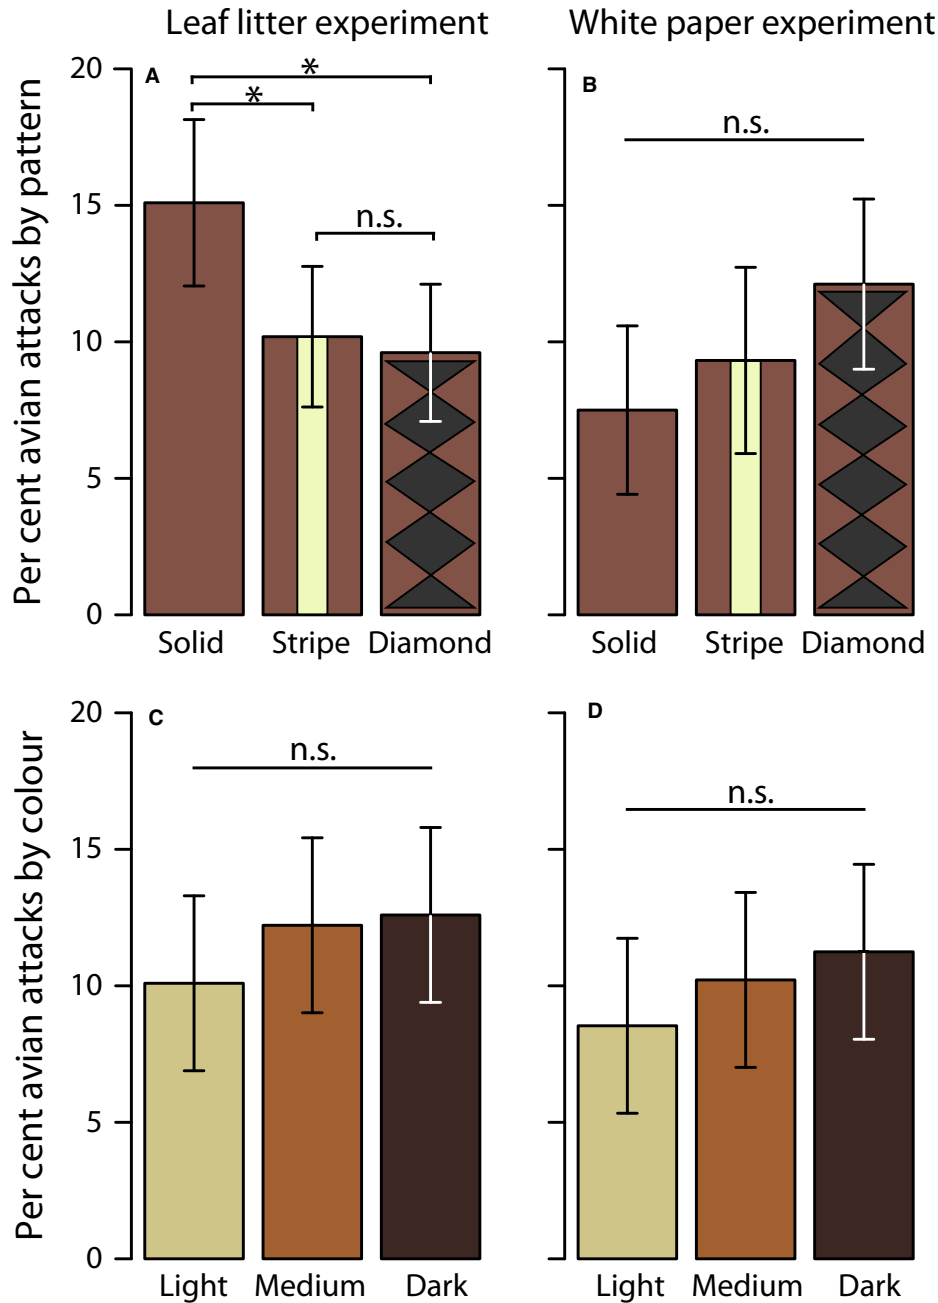 Leaf litter experiment
White paper experiment
Per cent avian attacks by pattern
20
15
10
5
0
A
*
*
n.s.
Solid
Stripe
Diamond
B
n.s.
Solid
Stripe
Diamond
Per cent avian attacks by colour
20
15
10
5
0
C
n.s.
Light
Medium
Dark
D
n.s.
Light
Medium
Dark